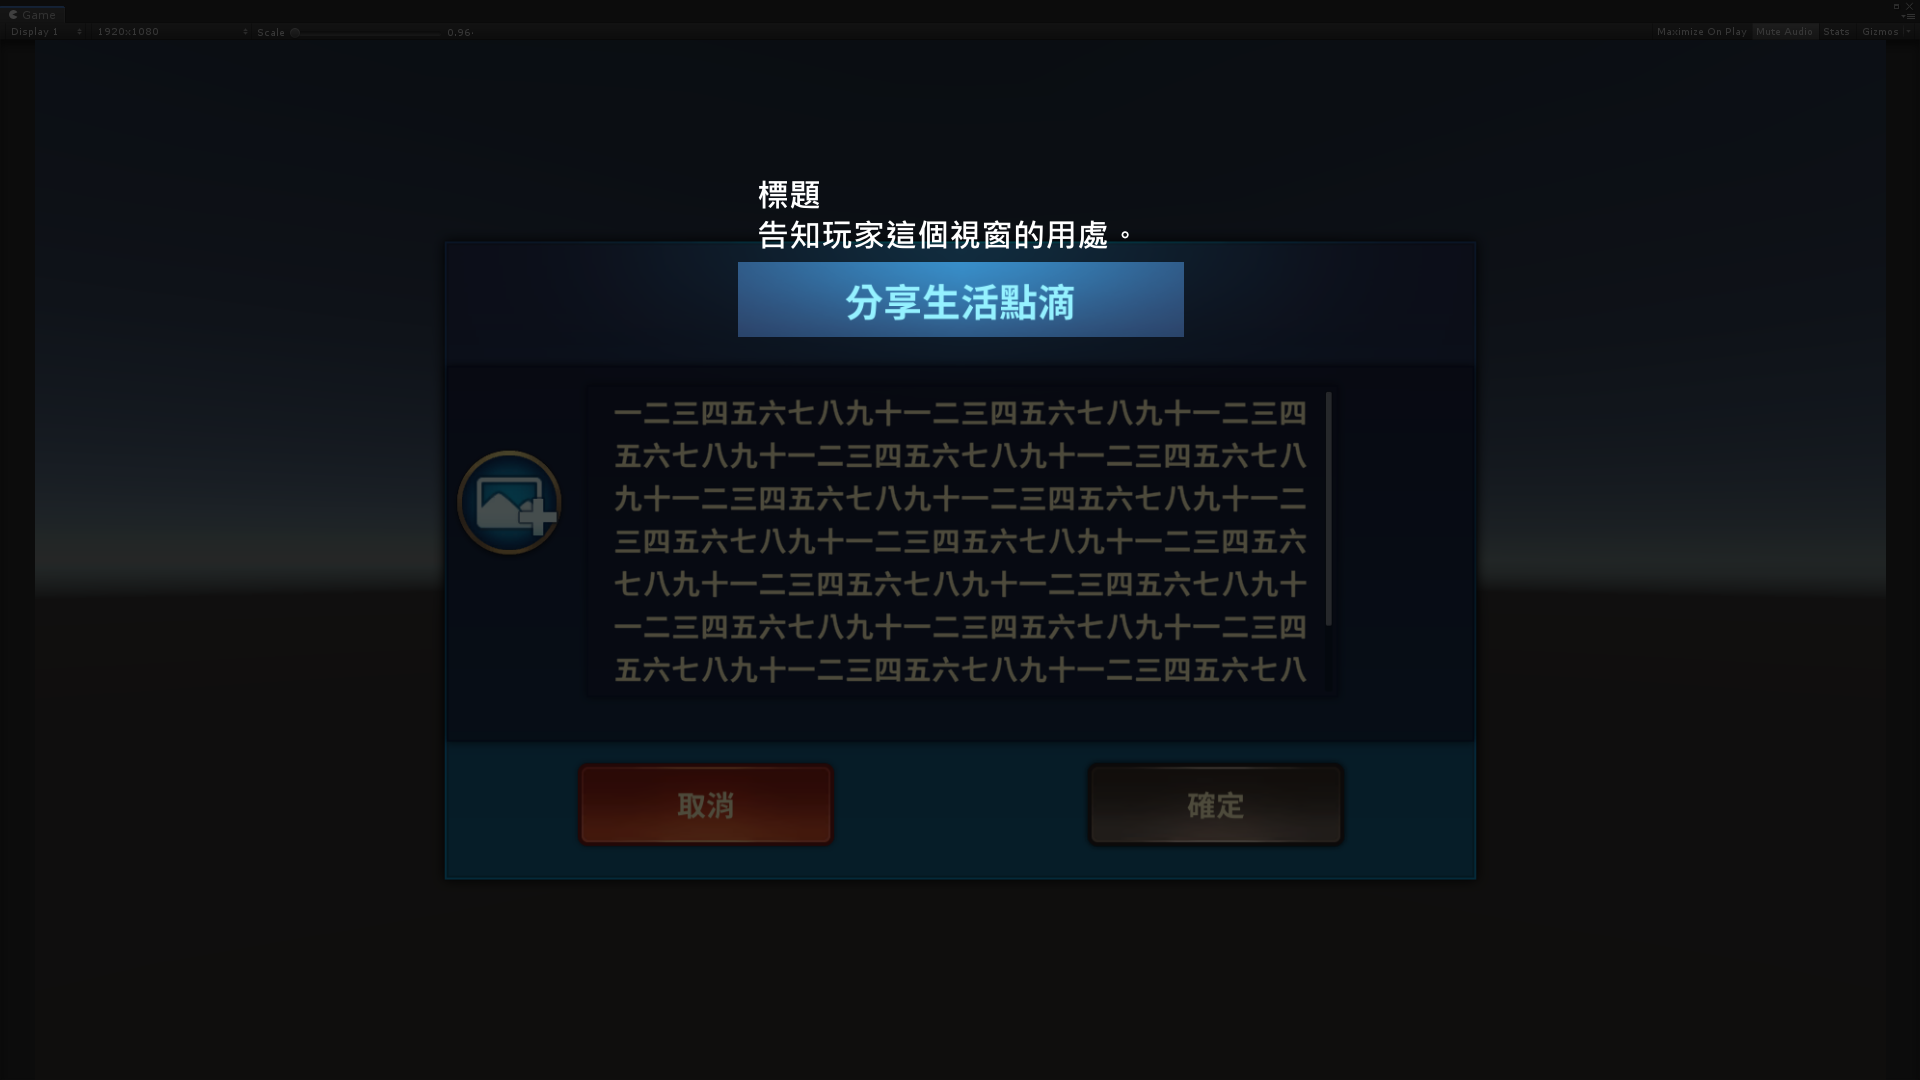 Game
Display 1 1920x1080 Scale 0.96 Maximize On Play Mute Audio Stats Gizmos
標題
告知玩家這個視窗的用處。
分享生活點滴
一二三四五六七八九十一二三四五六七八九十一二三四
五六七八九十一二三四五六七八九十一二三四五六七八
九十一二三四五六七八九十一二三四五六七八九十一二
三四五六七八九十一二三四五六七八九十一二三四五六
七八九十一二三四五六七八九十一二三四五六七八九十
一二三四五六七八九十一二三四五六七八九十一二三四
五六七八九十一二三四五六七八九十一二三四五六七八
取消 確定